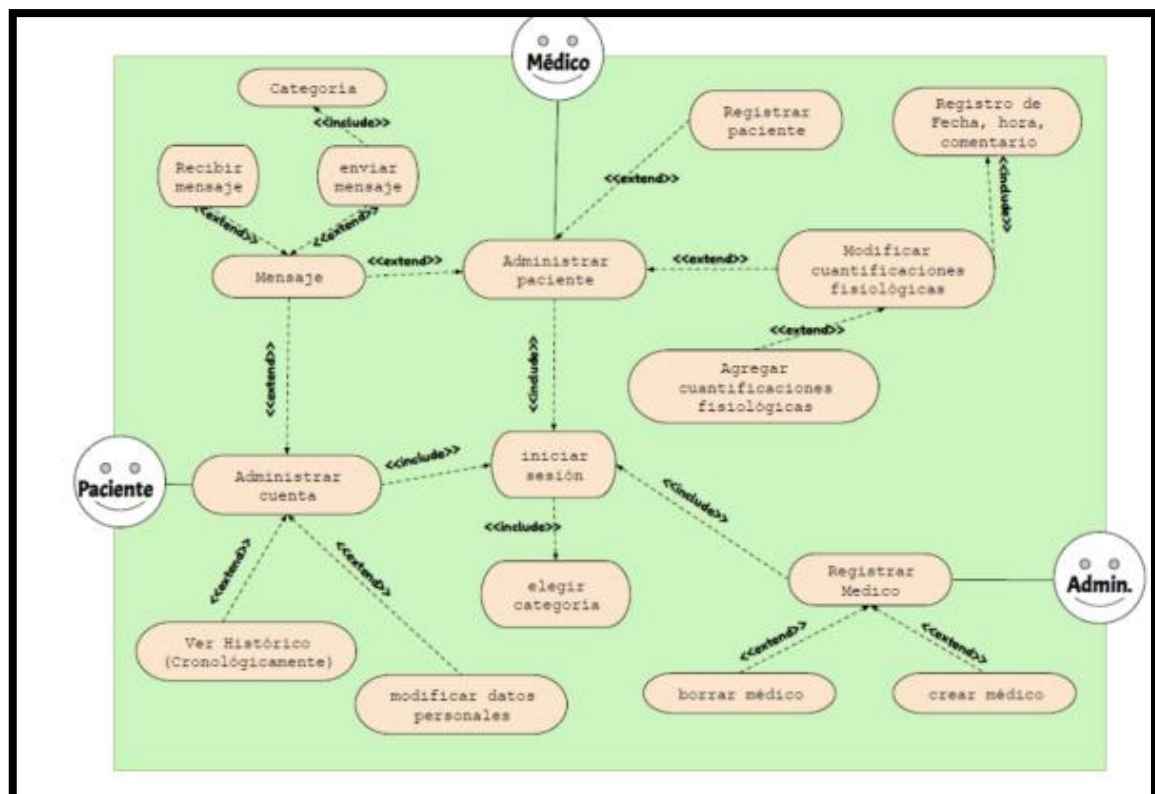 Médico
Categoría
<<include>>
Registrar
paciente
Registro de
Fecha, hora,
comentario
Recibir
mensaje
enviar
mensaje
<<extend>>
<<include>>
<<extend>>
<<extend>>
Mensaje
<<extend>>
Administrar
paciente
<<extend>>
Modificar
cuantificaciones
fisiológicas
<<extend>>
<<extend>>
<<include>>
Agregar
cuantificaciones
fisiológicas
Paciente
Administrar
cuenta
<<include>>
iniciar
sesión
<<include>>
<<include>>
<<extend>>
<<extend>>
elegir
categoría
Registrar
Medico
Admin.
Ver Histórico
(Cronológicamente)
<<extend>>
<<extend>>
modificar datos
personales
borrar médico
crear médico